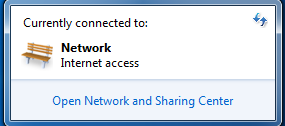 Currently connected to:
Network
Internet access
Open Network and Sharing Center